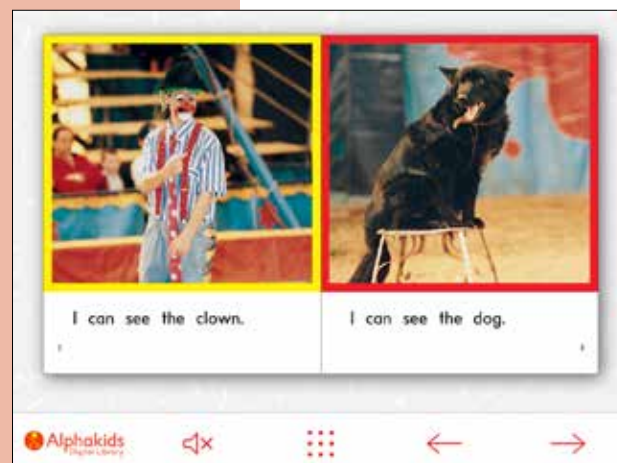 I can see the clown.
I can see the dog.
Alphakids
Digital Library